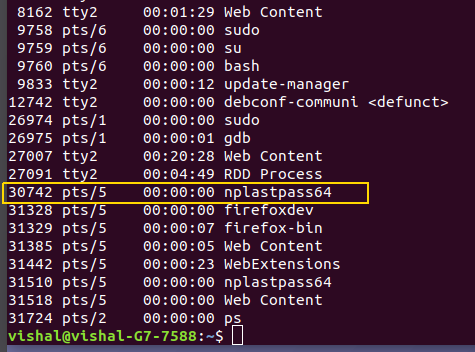 8162 tty2 00:01:29 Web Content
9758 pts/6 00:00:00 sudo
9759 pts/6 00:00:00 su
9760 pts/6 00:00:00 bash
9833 tty2 00:00:12 update-manager
12742 tty2 00:00:00 debconf-communi <defunct>
26974 pts/1 00:00:00 sudo
26975 pts/1 00:00:01 gdb
27007 tty2 00:20:28 Web Content
27091 tty2 00:04:49 RDD Process
30742 pts/5 00:00:00 nplastpass64
31328 pts/5 00:00:00 firefoxdev
31329 pts/5 00:00:07 firefox-bin
31385 pts/5 00:00:05 Web Content
31442 pts/5 00:00:23 WebExtensions
31510 pts/5 00:00:00 nplastpass64
31518 pts/5 00:00:00 Web Content
31724 pts/2 00:00:00 ps
vishal@vishal-G7-7588:~$